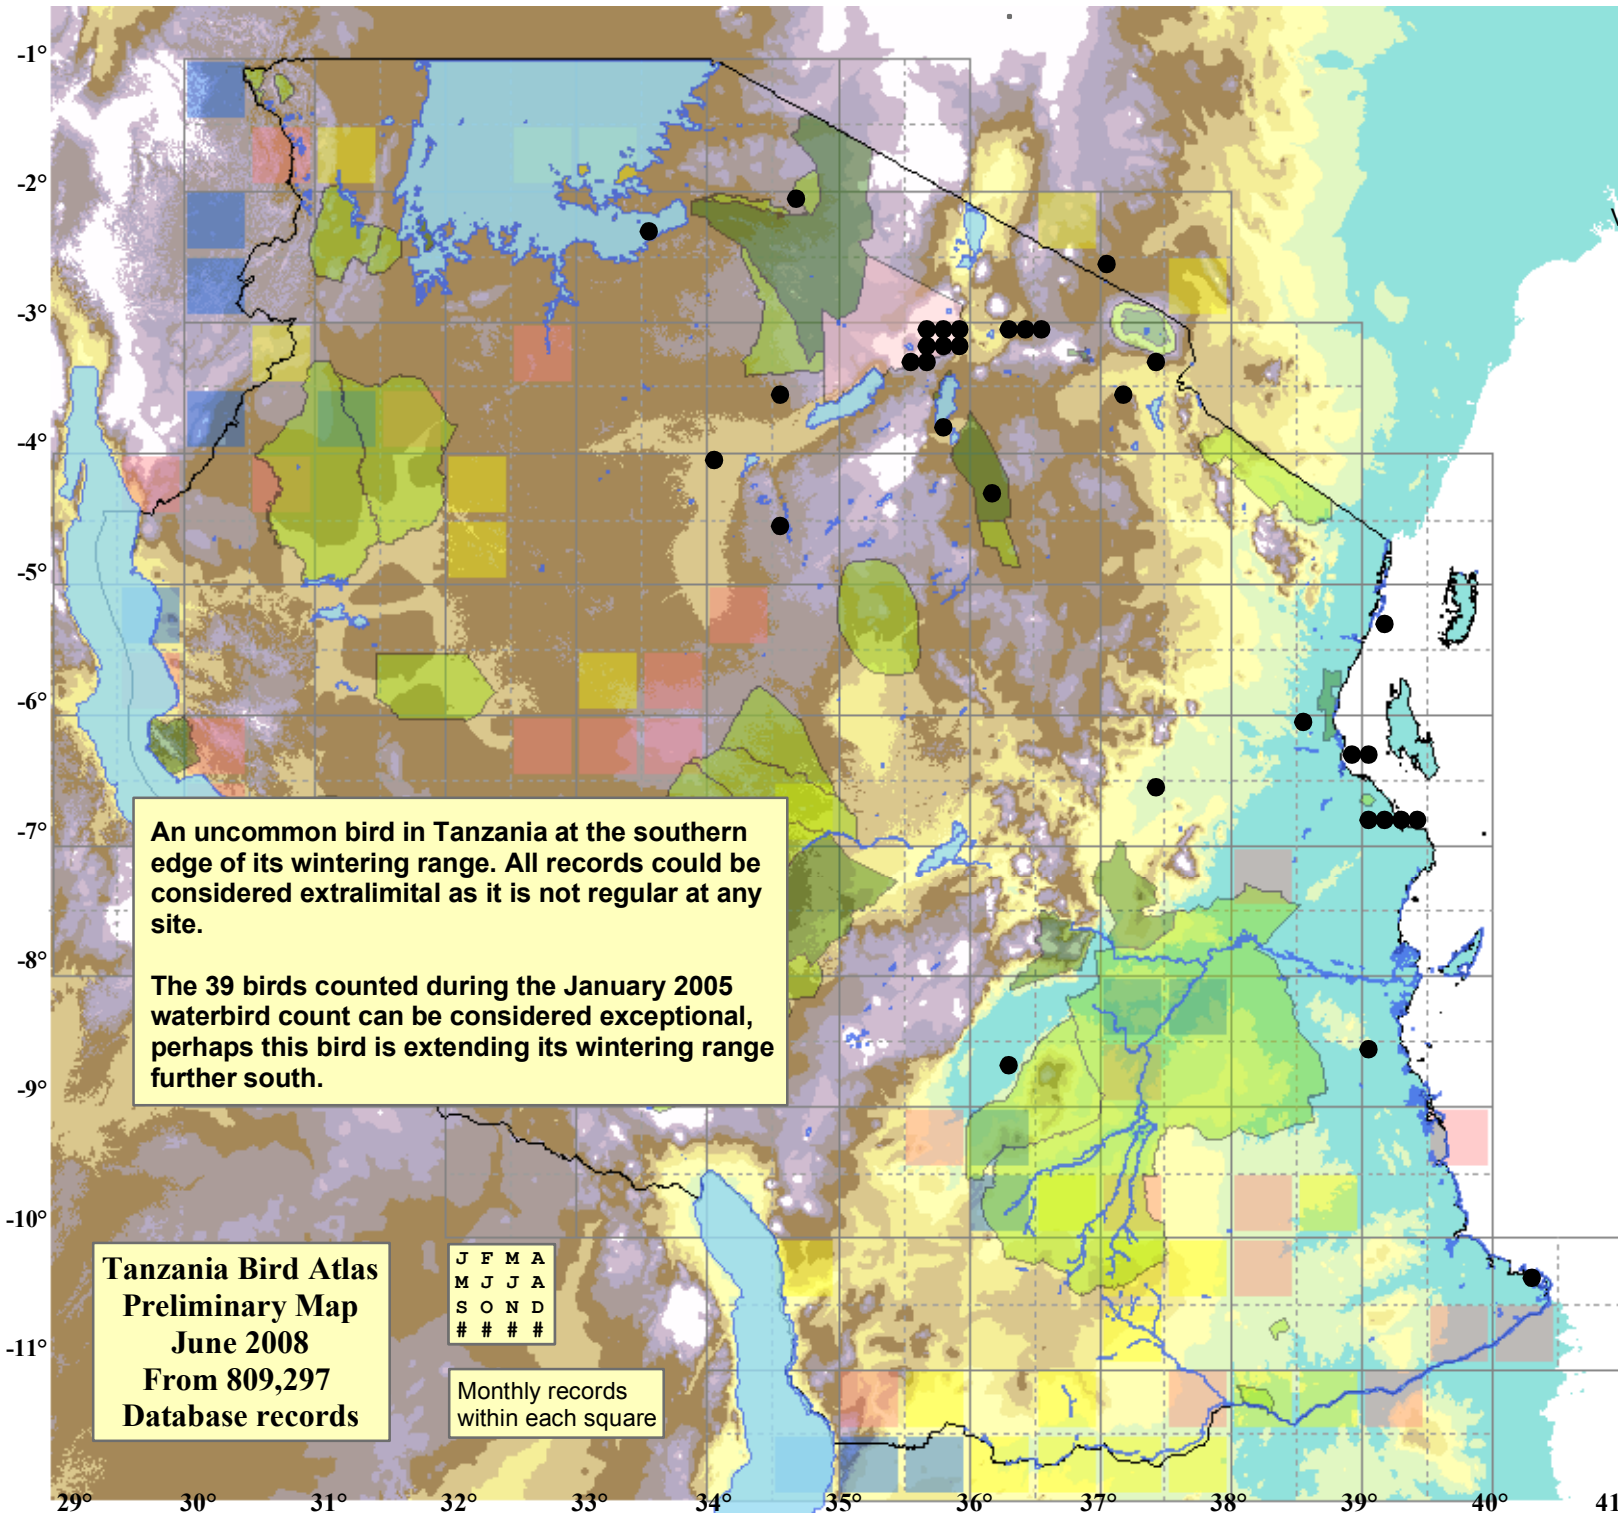 -1°
-2°
-3°
-4°
-5°
-6°
-7°
-8°
-9°
-10°
-11°
An uncommon bird in Tanzania at the southern
edge of its wintering range. All records could be
considered extralimital as it is not regular at any
site.
The 39 birds counted during the January 2005
waterbird count can be considered exceptional,
perhaps this bird is extending its wintering range
further south.
Tanzania Bird Atlas
Preliminary Map
June 2008
From 809,297
Database records
J F M A
M J J A
S O N D
# # # #
Monthly records
within each square
29° 30° 31° 32° 33° 34° 35° 36° 37° 38° 39° 40° 41